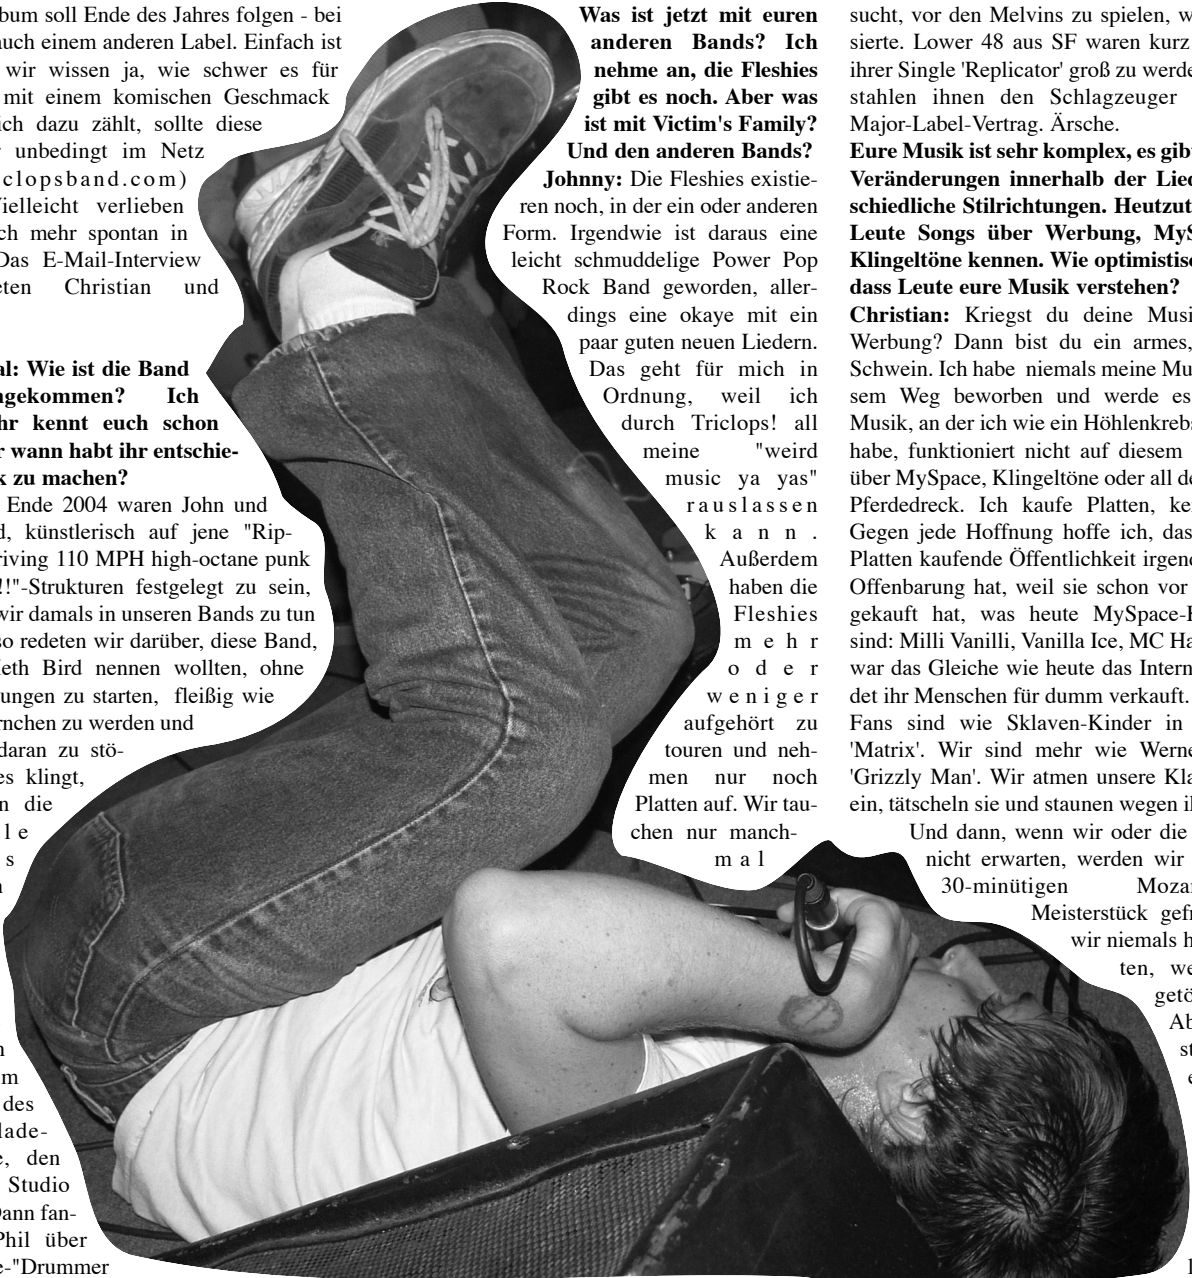 bum soll Ende des Jahres folgen - bei
auch einem anderen Label. Einfach ist
wir wissen ja, wie schwer es für
mit einem komischen Geschmack
ich dazu zählt, sollte diese
unbedingt im Netz
clopsband.com)
Vielleicht verlieben
ch mehr spontan in
Das E-Mail-Interview
eten Christian und
al: Wie ist die Band
ngekommen? Ich
hr kennt euch schon
r wann habt ihr entschie-
k zu machen?
Ende 2004 waren John und
d, künstlerisch auf jene "Rip-
riving 110 MPH high-octane punk
!!"-Strukturen festgelegt zu sein,
wir damals in unseren Bands zu tun
so redeten wir darüber, diese Band,
Meth Bird nennen wollten, ohne
ungen zu starten, fleißig wie
rnchen zu werden und
daran zu stö-
es klingt,
n die
l e
s
m
des
lade-
e, den
Studio
Dann fan-
Phil über
e-"Drummer
Was ist jetzt mit euren
anderen Bands? Ich
nehme an, die Fleshies
gibt es noch. Aber was
ist mit Victim's Family?
Und den anderen Bands?
Johnny: Die Fleshies existie-
ren noch, in der ein oder anderen
Form. Irgendwie ist daraus eine
leicht schmuddelige Power Pop
Rock Band geworden, aller-
dings eine okaye mit ein
paar guten neuen Liedern.
Das geht für mich in
Ordnung, weil ich
durch Triclops! all
meine "weird
music ya yas"
rauslassen
kann.
Außerdem
haben die
Fleshies
mehr
oder
weniger
aufgehört zu
touren und neh-
men nur noch
Platten auf. Wir tau-
chen nur manch-
mal
sucht, vor den Melvins zu spielen, w
sierte. Lower 48 aus SF waren kurz
ihrer Single 'Replicator' groß zu werde
stahlen ihnen den Schlagzeuger
Major-Label-Vertrag. Ärsche.
Eure Musik ist sehr komplex, es gibt
Veränderungen innerhalb der Lied
schiedliche Stilrichtungen. Heutzut
Leute Songs über Werbung, MyS
Klingeltöne kennen. Wie optimistisc
dass Leute eure Musik verstehen?
Christian: Kriegst du deine Musi
Werbung? Dann bist du ein armes,
Schwein. Ich habe niemals meine Mu
sem Weg beworben und werde es
Musik, an der ich wie ein Höhlenkrebs
habe, funktioniert nicht auf diesem
über MySpace, Klingeltöne oder all de
Pferdedreck. Ich kaufe Platten, kei
Gegen jede Hoffnung hoffe ich, das
Platten kaufende Öffentlichkeit irgend
Offenbarung hat, weil sie schon vor
gekauft hat, was heute MySpace-
sind: Milli Vanilli, Vanilla Ice, MC Ha
war das Gleiche wie heute das Intern
det ihr Menschen für dumm verkauft.
Fans sind wie Sklaven-Kinder in
'Matrix'. Wir sind mehr wie Werne
'Grizzly Man'. Wir atmen unsere Kla
ein, tätscheln sie und staunen wegen ih
Und dann, wenn wir oder die
nicht erwarten, werden wir
30-minütigen Mozar
Meisterstück gefr
wir niemals h
ten, we
getö
Ab
st
e